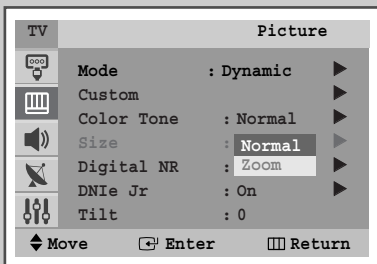 TV Picture
Mode : Dynamic
Custom
Color Tone : Normal
Size : Normal
Digital NR : Zoom
DNIe Jr : On
Tilt : 0
Move Enter Return